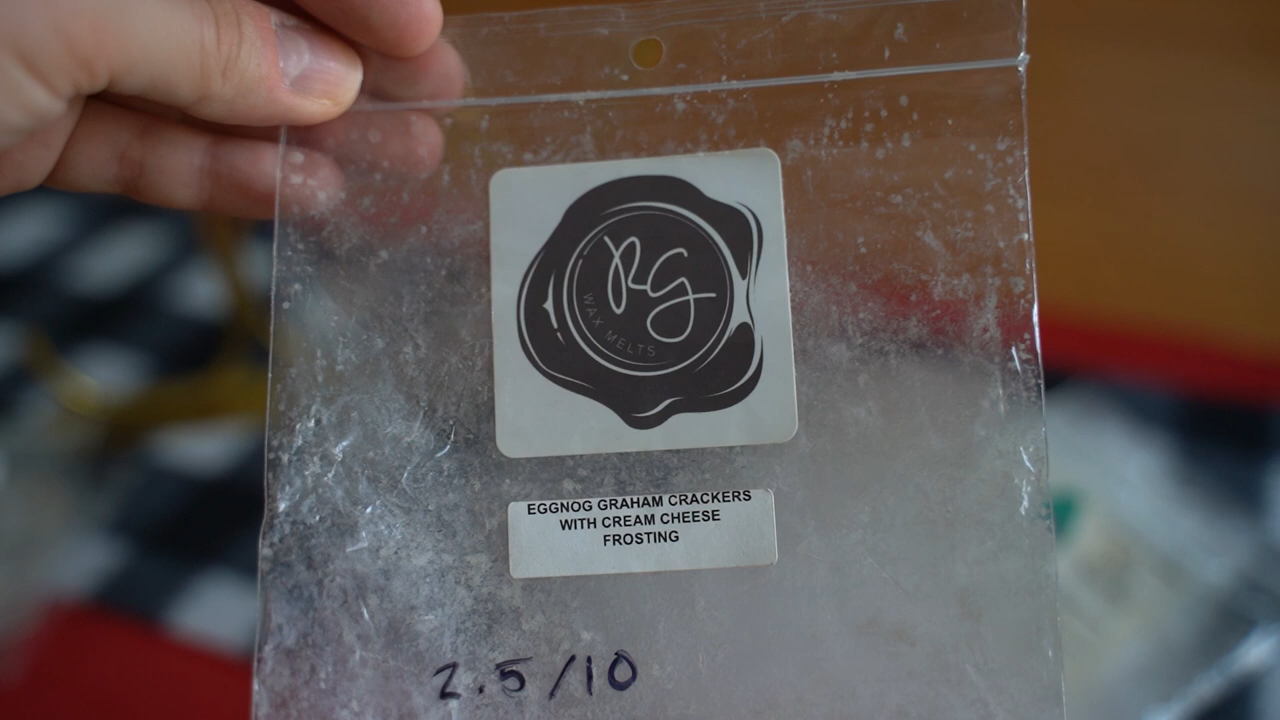 RG
WAX MELTS
EGGNOG GRAHAM CRACKERS
WITH CREAM CHEESE
FROSTING
2.5/10